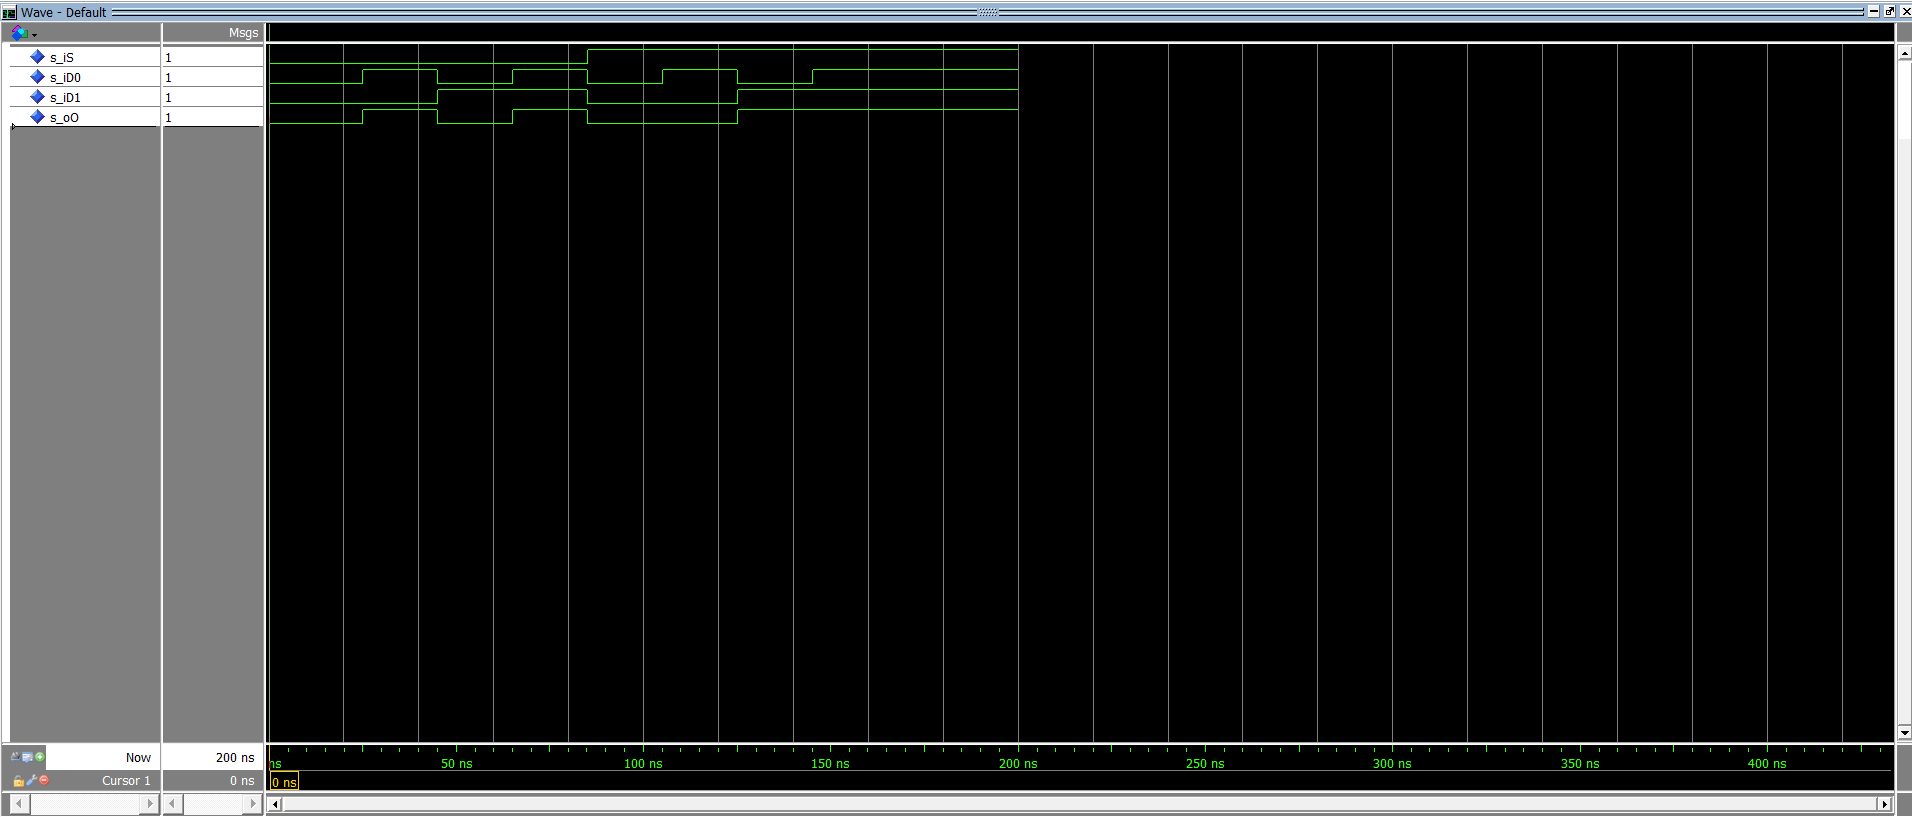 Wave - Default
Msgs
s_iS 1
s_iD0 1
s_iD1 1
s_oO 1
Now 200 ns
ns 50 ns 100 ns 150 ns 200 ns 250 ns 300 ns 350 ns 400 ns
Cursor 1 0 ns
0 ns